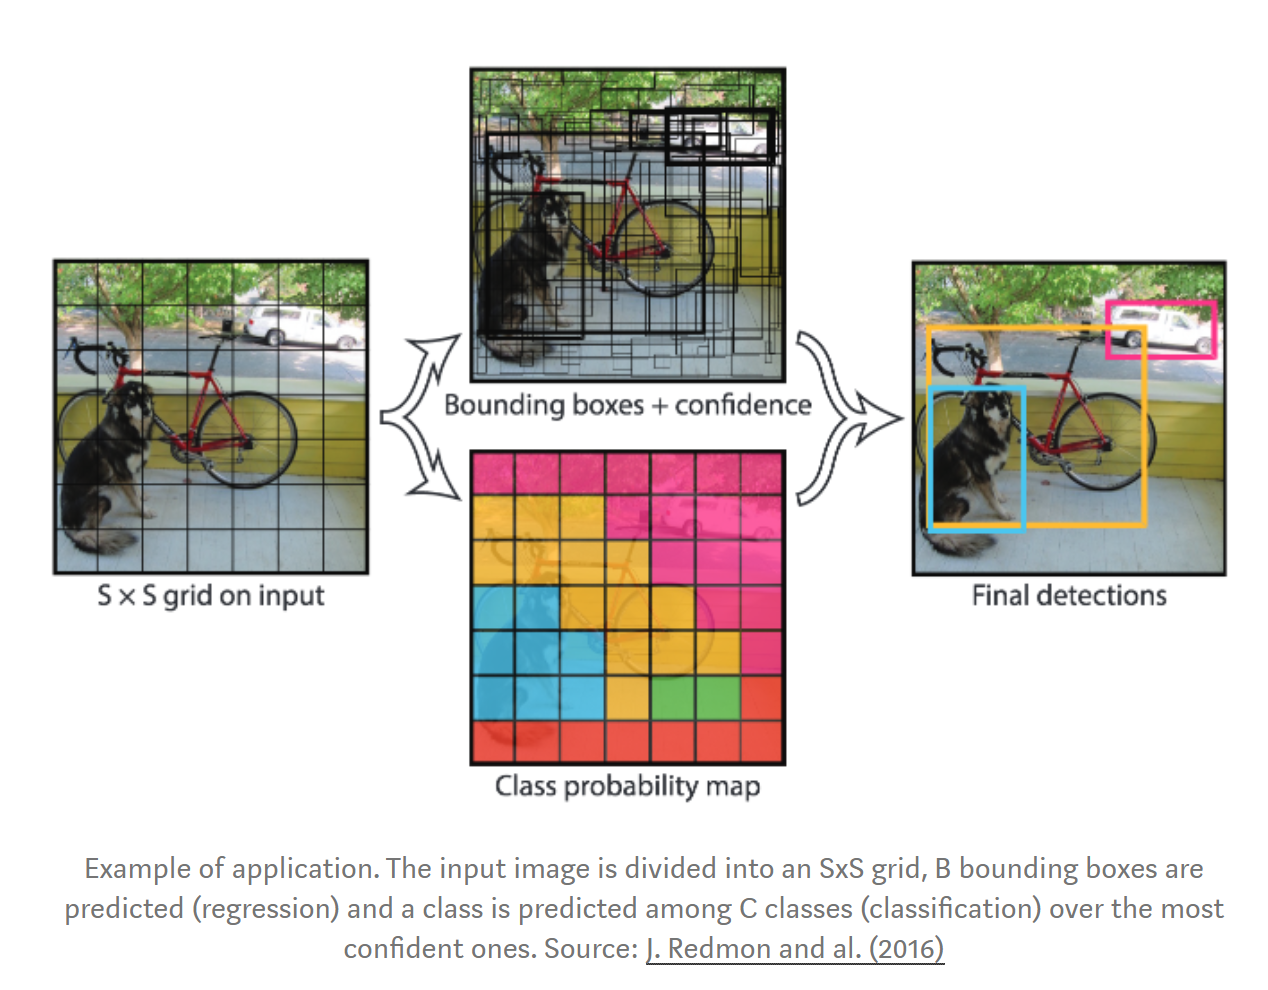 Bounding boxes + confidence
S × S grid on input
Final detections
Class probability map
Example of application. The input image is divided into an SxS grid, B bounding boxes are
predicted (regression) and a class is predicted among C classes (classification) over the most
confident ones. Source: J. Redmon and al. (2016)